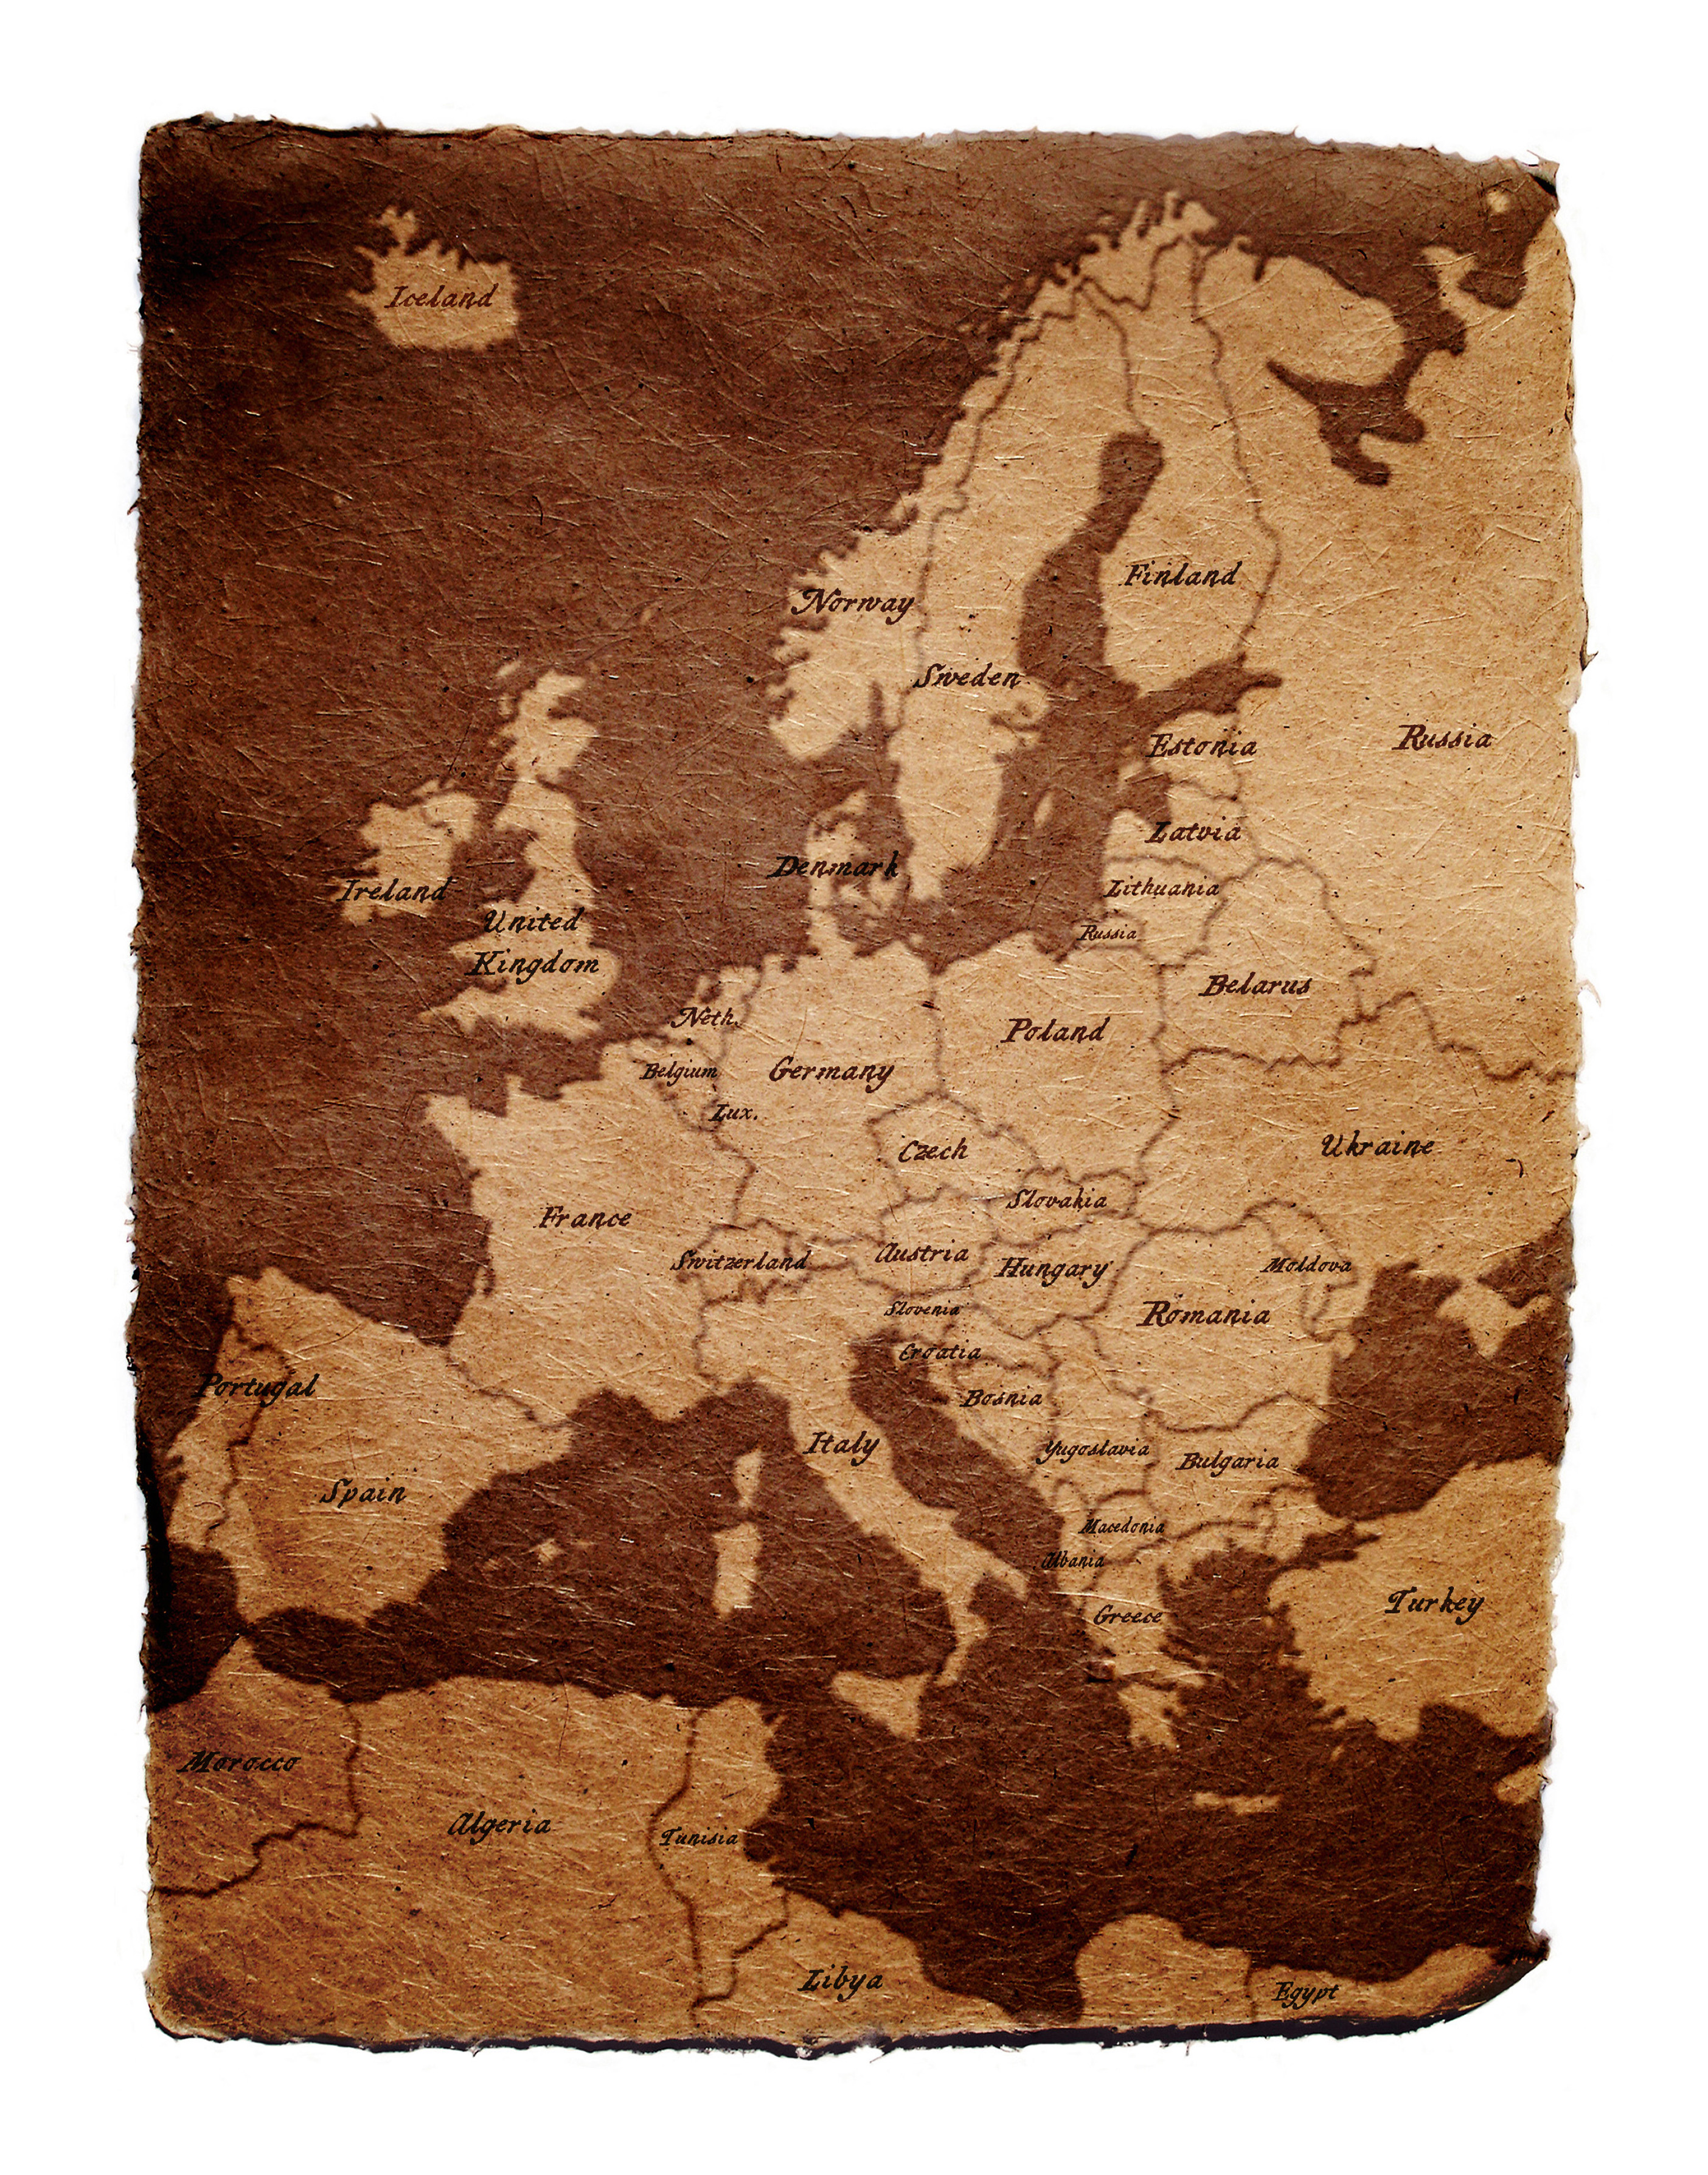 Iceland
Finland
Norway
Sweden
Russia
Estonia
Latvia
Denmark
Lithuania
Ireland
United
Kingdom
Russia
Belarus
Neth.
Poland
Belgium
Germany
Lux.
Ukraine
Czech
Slovakia
France
Austria
Switzerland
Hungary
Moldova
Slovenia
Romania
Croatia
Portugal
Bosnia
Italy
Yugoslavia
Bulgaria
Spain
Macedonia
Albania
Turkey
Greece
Morocco
Algeria
Tunisia
Libya
Egypt